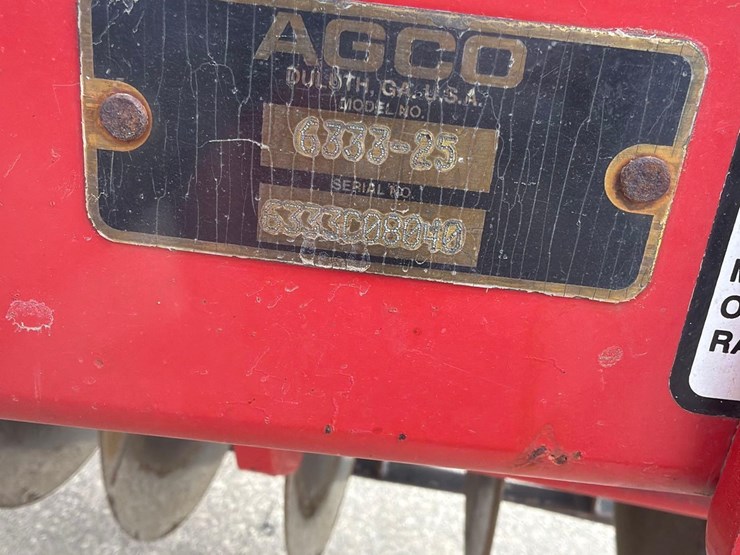 AGCO
DULUTH, GA. U.S.A.
MODEL NO.
6333-25
SERIAL NO.
6333C08040